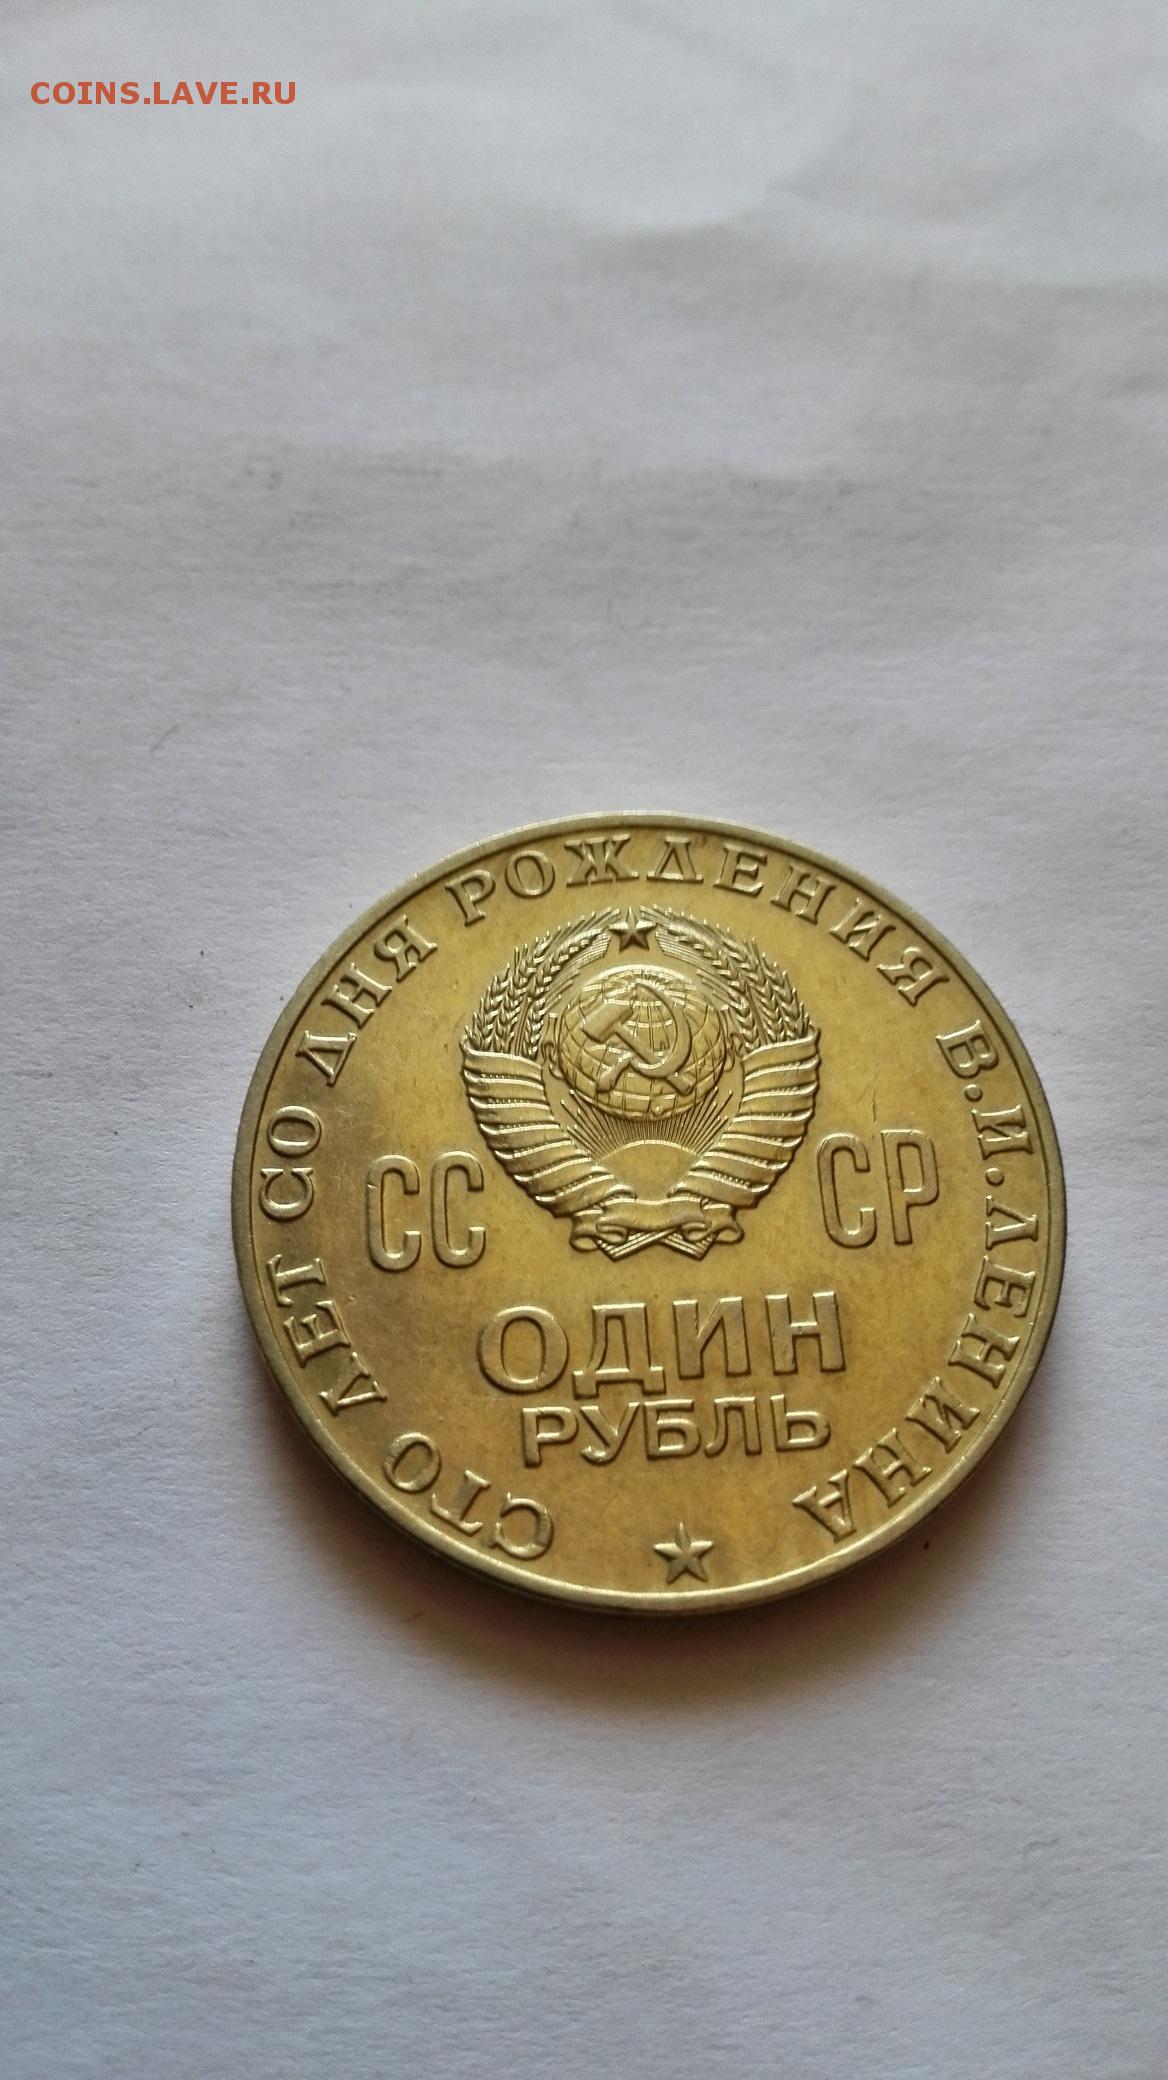 COINS.LAVE.RU
СТО ЛЕТ СО ДНЯ РОЖДЕНИЯ В.И.ЛЕНИНА
СС СР
ОДИН
РУБЛЬ